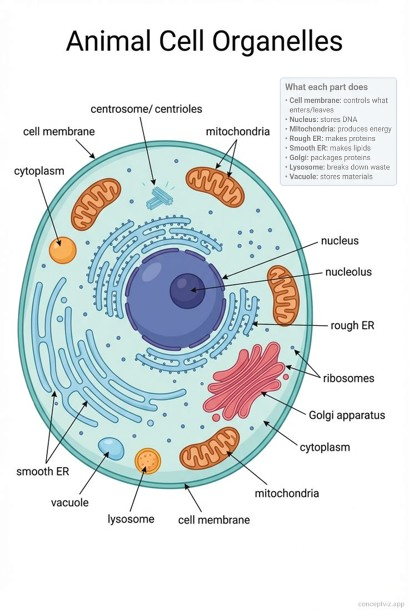 Animal Cell Organelles
What each part does
• Cell membrane: controls what
enters/leaves
• Nucleus: stores DNA
• Mitochondria: produces energy
• Rough ER: makes proteins
• Smooth ER: makes lipids
• Golgi: packages proteins
• Lysosome: breaks down waste
• Vacuole: stores materials
centrosome/ centrioles
cell membrane
mitochondria
cytoplasm
nucleus
nucleolus
rough ER
ribosomes
Golgi apparatus
cytoplasm
smooth ER
mitochondria
vacuole
lysosome
cell membrane
conceptviz.app